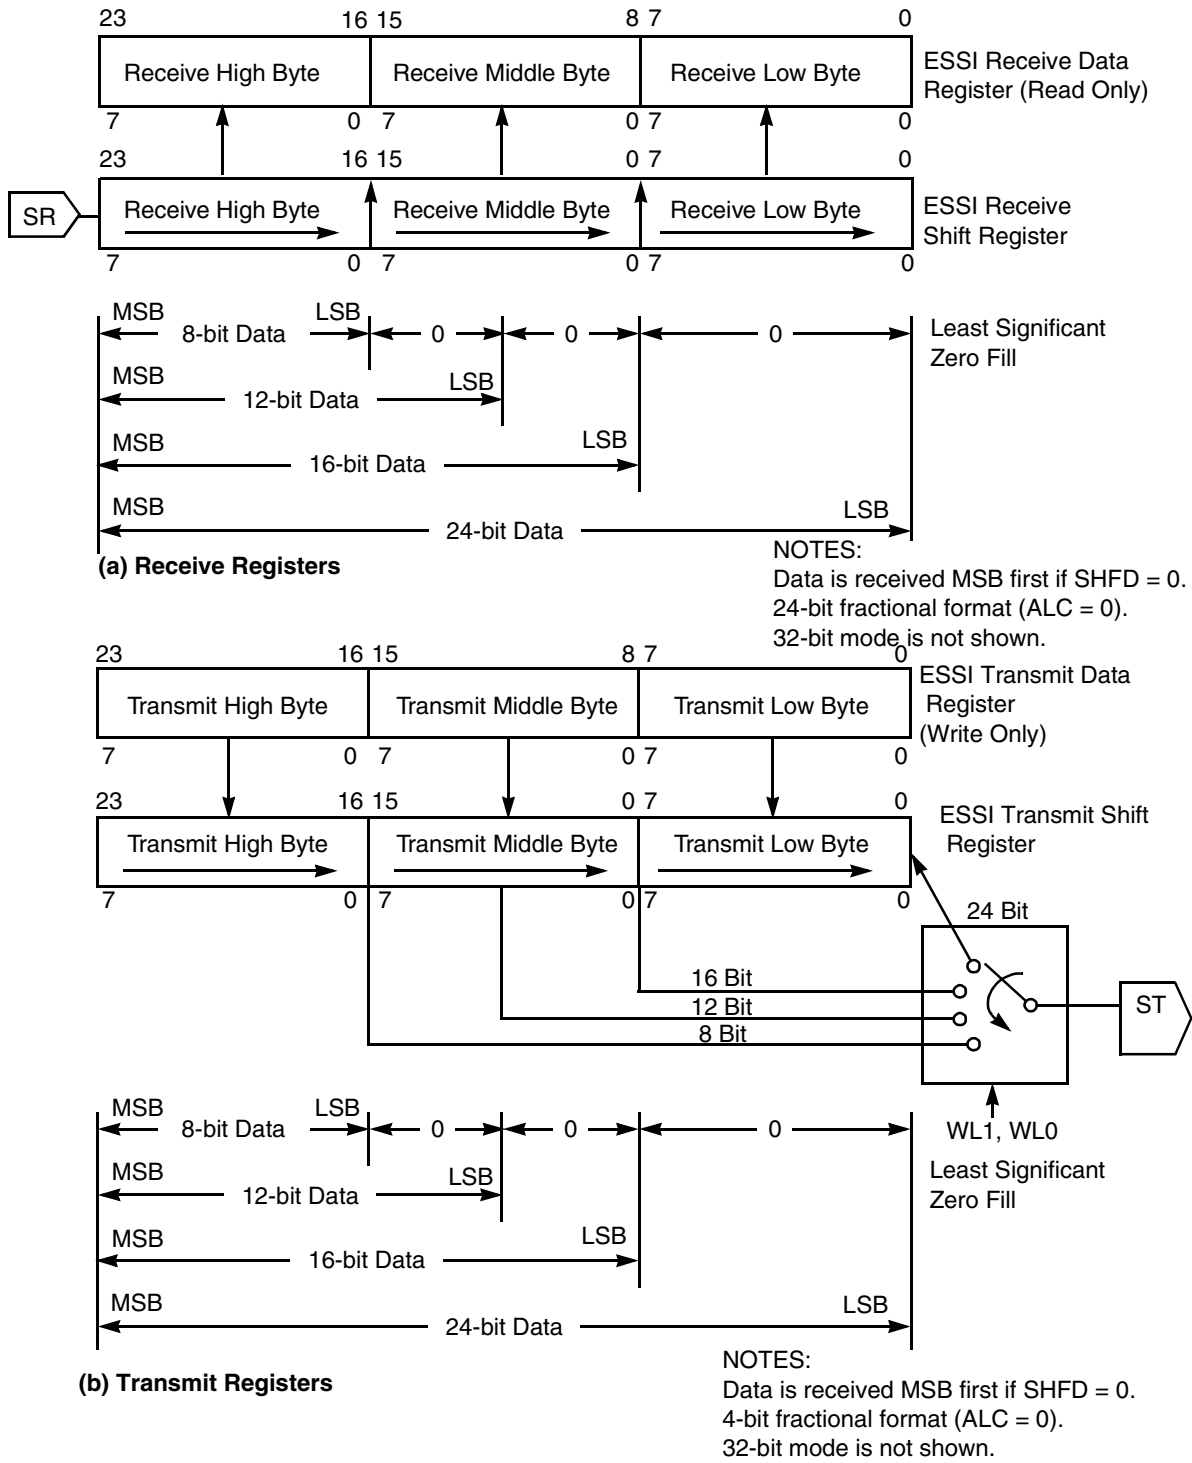 23 16 15 8 7 0
Receive High Byte Receive Middle Byte Receive Low Byte
ESSI Receive Data
Register (Read Only)
7 0 7 0 7 0
23 16 15 0 7 0
SR
Receive High Byte Receive Middle Byte Receive Low Byte
ESSI Receive
Shift Register
7 0 7 0 7 0
MSB LSB
8-bit Data 0 0 0
Least Significant
Zero Fill
MSB LSB
12-bit Data
MSB LSB
16-bit Data
MSB LSB
24-bit Data
(a) Receive Registers
NOTES:
Data is received MSB first if SHFD = 0.
24-bit fractional format (ALC = 0).
32-bit mode is not shown.
23 16 15 8 7 0
Transmit High Byte Transmit Middle Byte Transmit Low Byte
ESSI Transmit Data
Register
(Write Only)
7 0 7 0 7 0
23 16 15 0 7 0
Transmit High Byte Transmit Middle Byte Transmit Low Byte
ESSI Transmit Shift
Register
7 0 7 0 7 0
24 Bit
16 Bit
12 Bit
8 Bit
ST
WL1, WL0
MSB LSB
8-bit Data 0 0 0
Least Significant
Zero Fill
MSB LSB
12-bit Data
MSB LSB
16-bit Data
MSB LSB
24-bit Data
(b) Transmit Registers
NOTES:
Data is received MSB first if SHFD = 0.
4-bit fractional format (ALC = 0).
32-bit mode is not shown.